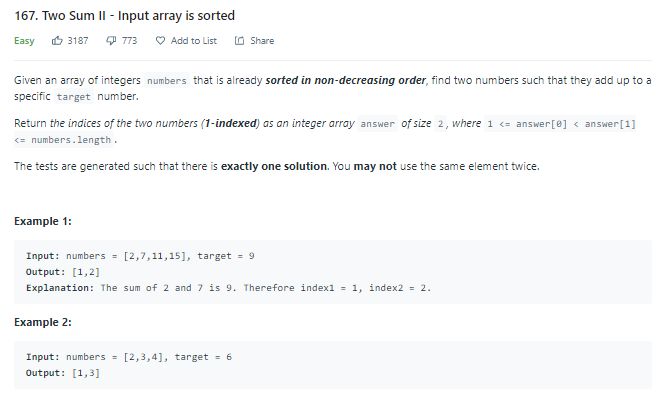 167. Two Sum II - Input array is sorted
Easy 3187 773 Add to List Share
Given an array of integers numbers that is already sorted in non-decreasing order, find two numbers such that they add up to a
specific target number.
Return the indices of the two numbers (1-indexed) as an integer array answer of size 2, where 1 <= answer[0] < answer[1]
<= numbers.length.
The tests are generated such that there is exactly one solution. You may not use the same element twice.
Example 1:
Input: numbers = [2,7,11,15], target = 9
Output: [1,2]
Explanation: The sum of 2 and 7 is 9. Therefore index1 = 1, index2 = 2.
Example 2:
Input: numbers = [2,3,4], target = 6
Output: [1,3]